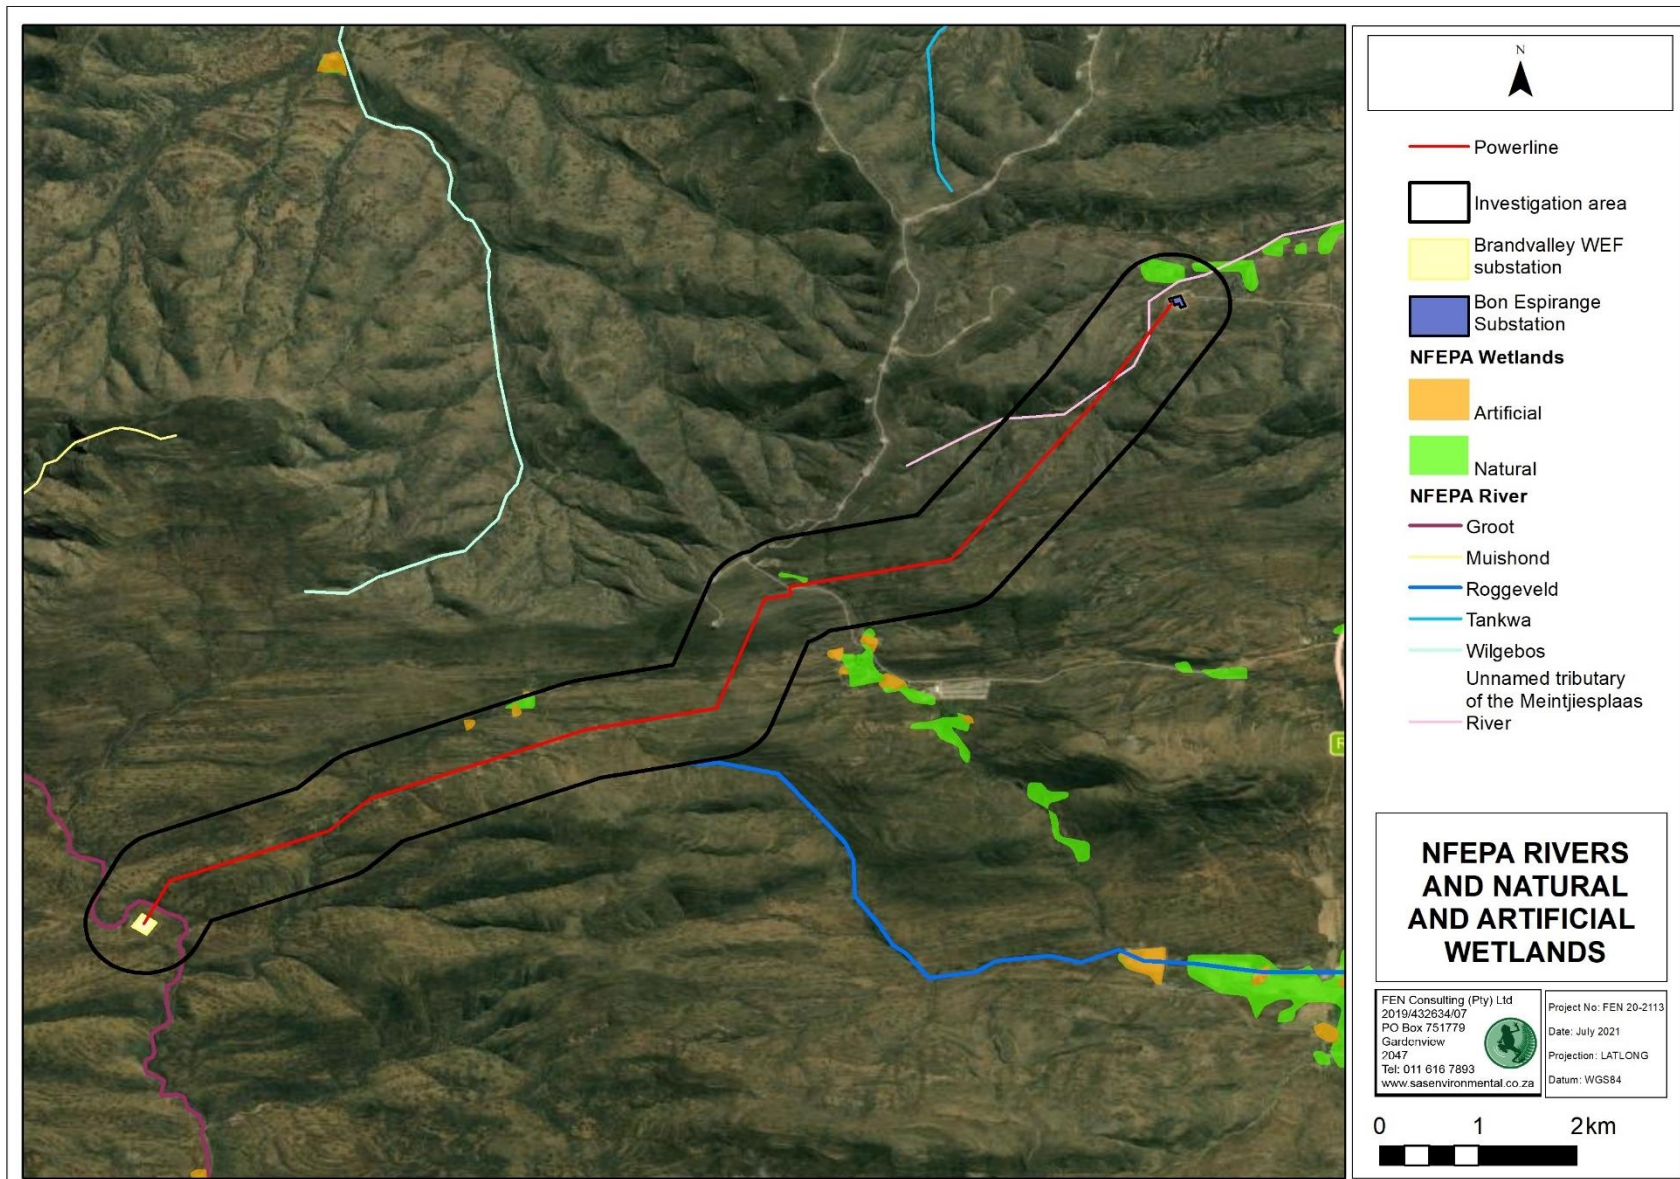 N
Powerline
Investigation area
Brandvalley WEF
substation
Bon Espirange
Substation
NFEPA Wetlands
Artificial
Natural
NFEPA River
Groot
Muishond
Roggeveld
Tankwa
Wilgebos
Unnamed tributary
of the Meintjiesplaas
River
R
NFEPA RIVERS
AND NATURAL
AND ARTIFICIAL
WETLANDS
FEN Consulting (Pty) Ltd
2019/432634/07
PO Box 751779
Gardenview
2047
Tel: 011 616 7893
www.sasenvironmental.co.za
Project No: FEN 20-2113
Date: July 2021
Projection: LATLONG
Datum: WGS84
0 1 2km